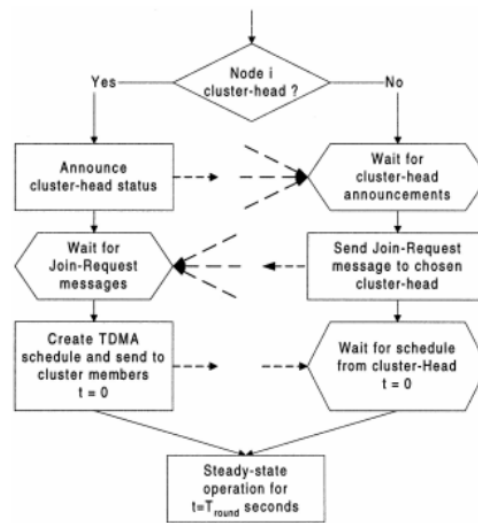 Node i
cluster-head ?
Yes
No
Announce
cluster-head status
Wait for
cluster-head
announcements
Wait for
Join-Request
messages
Send Join-Request
message to chosen
cluster-head
Create TDMA
schedule and send to
cluster members
t = 0
Wait for schedule
from cluster-Head
t = 0
Steady-state
operation for
t=Tround seconds